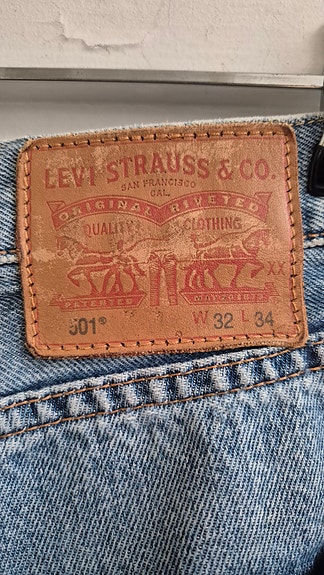 LEVI STRAUSS & CO.
SAN FRANCISCO
CAL.
ORIGINAL RIVETED
QUALITY CLOTHING
XX
501® W 32 L 34